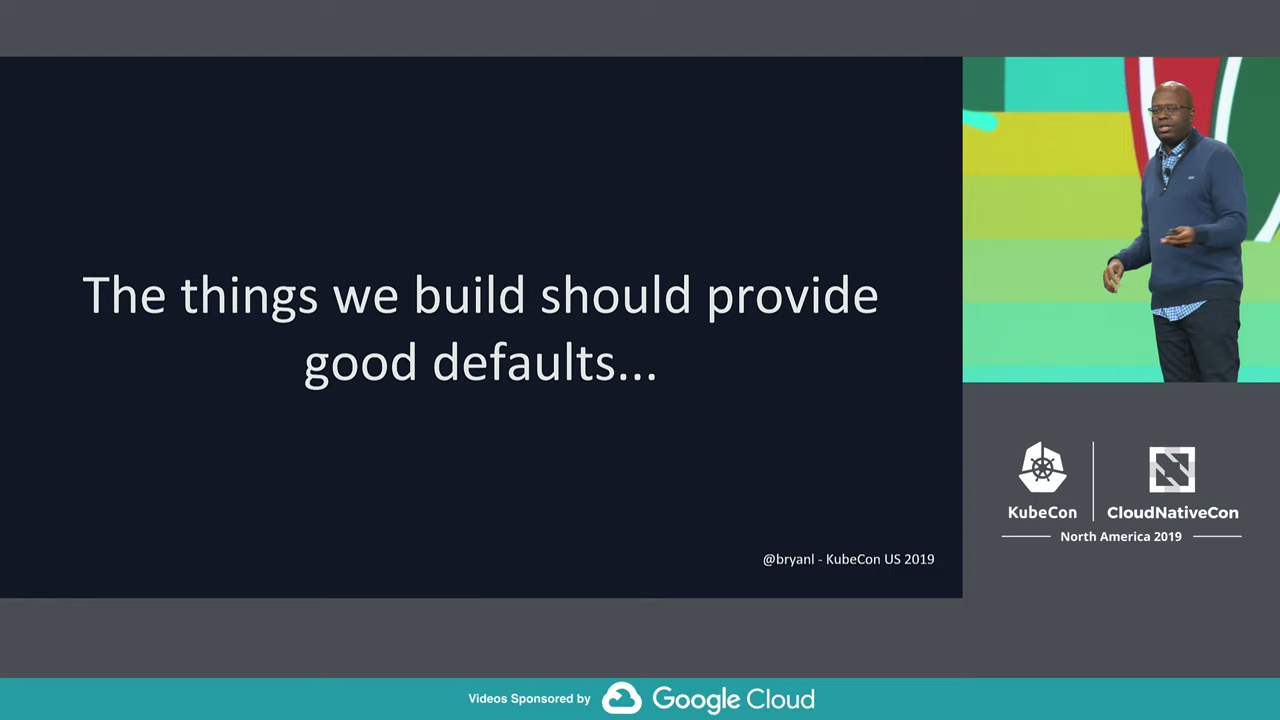 The things we build should provide
good defaults...
@bryanl - KubeCon US 2019
KubeCon
CloudNativeCon
North America 2019
Videos Sponsored by Google Cloud